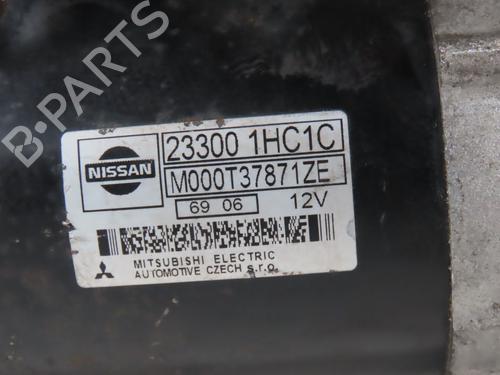 B-PARTS
NISSAN
23300 1HC1C
M000T37871ZE
69 06 12V
MITSUBISHI ELECTRIC
AUTOMOTIVE CZECH s.r.o.